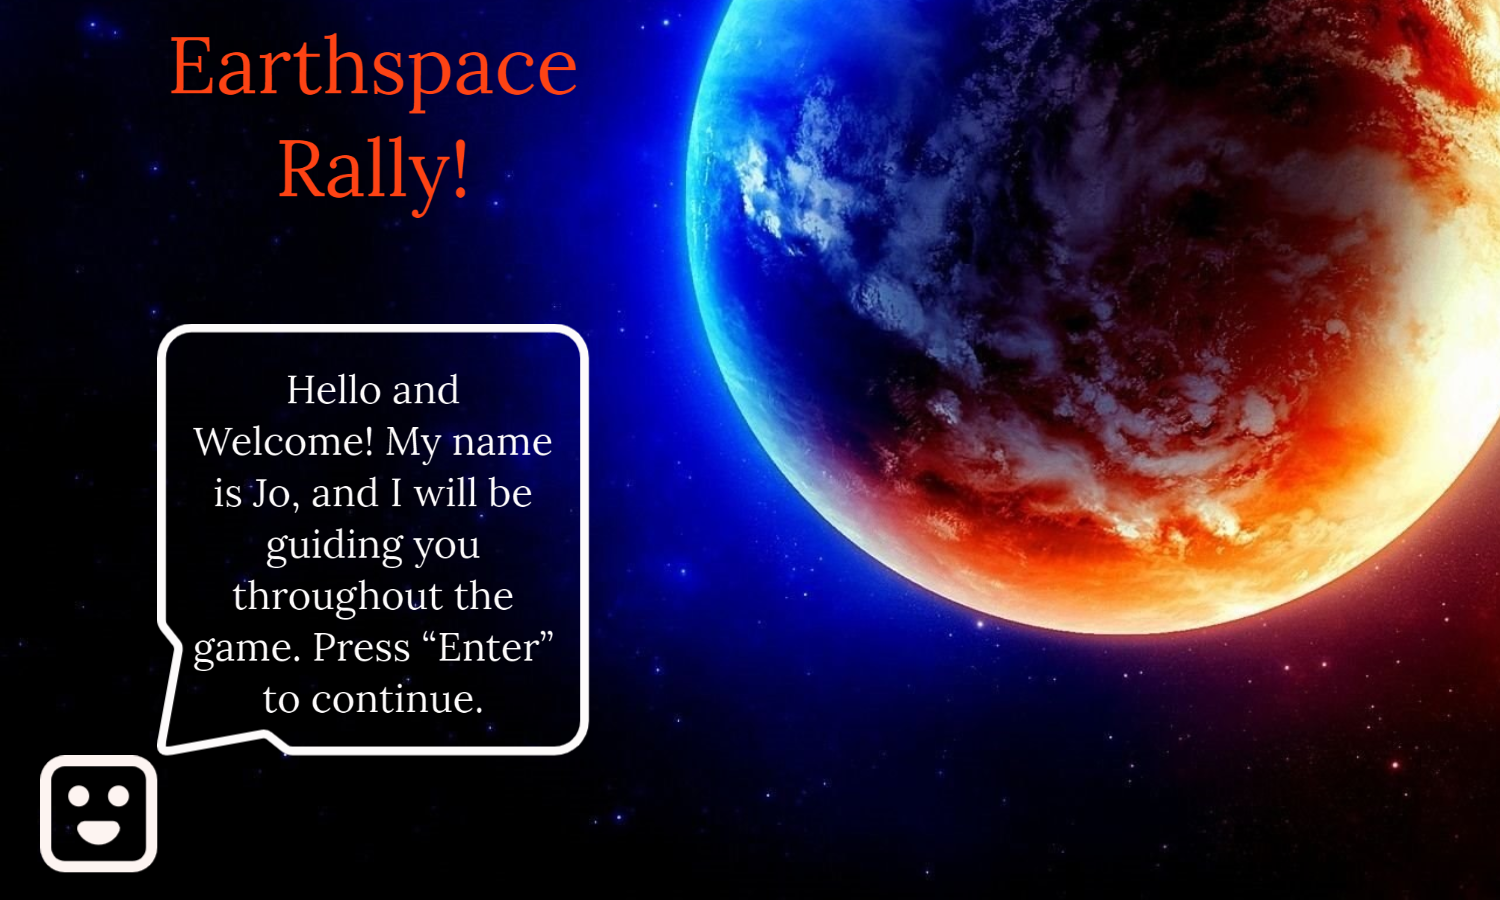 Earthspace
Rally!
Hello and
Welcome! My name
is Jo, and I will be
guiding you
throughout the
game. Press “Enter”
to continue.